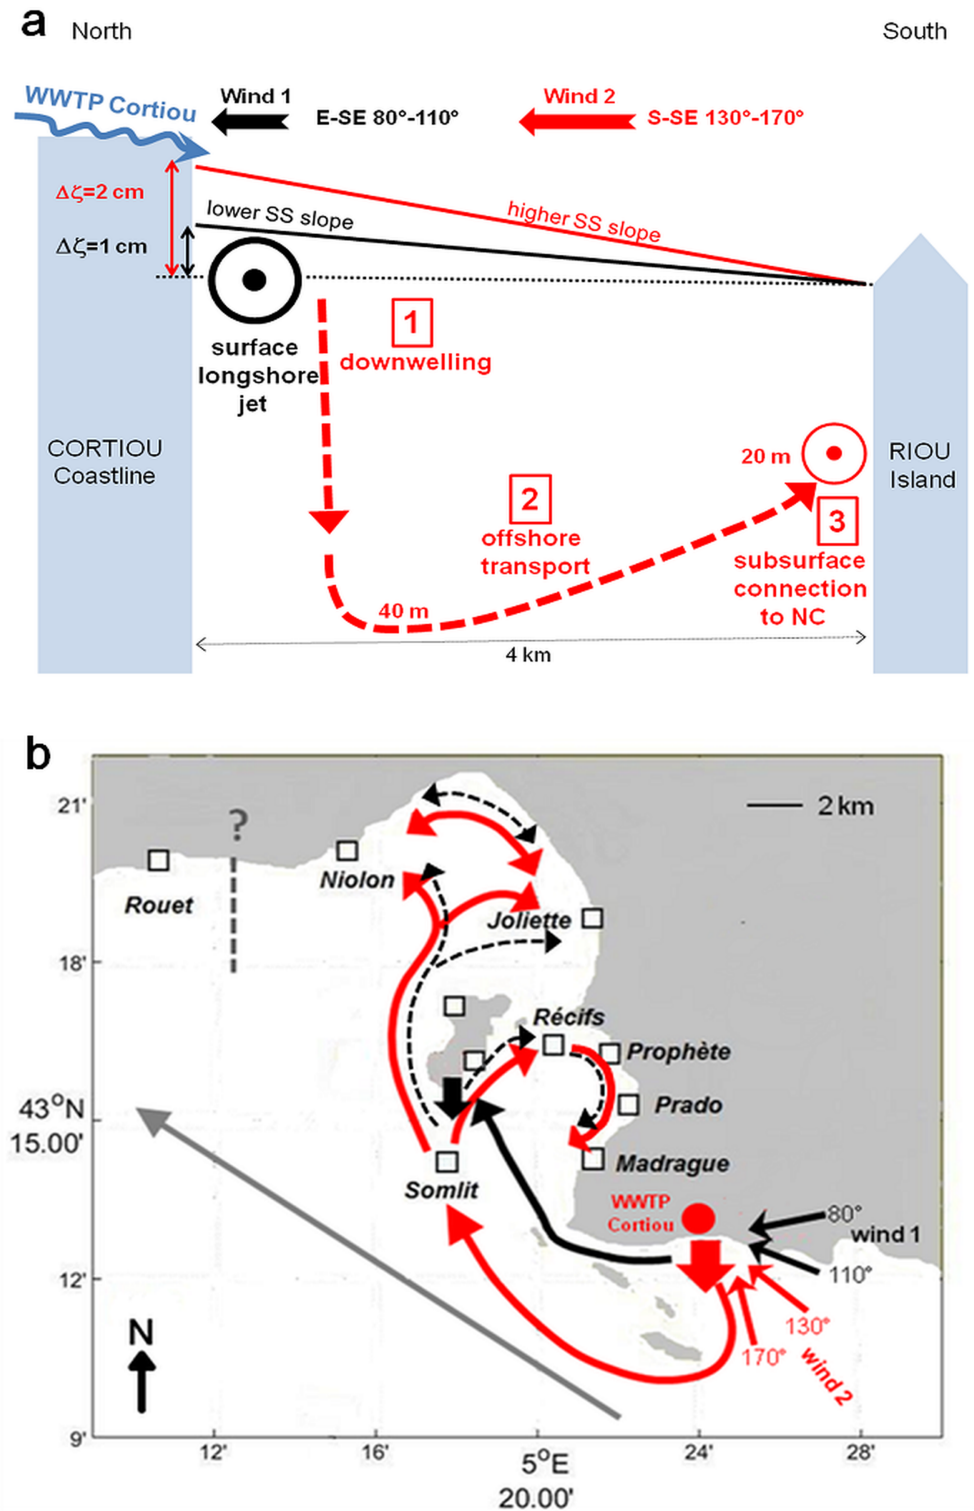 a
North
South
WWTP Cortiou
Wind 1
E-SE 80°-110°
Wind 2
S-SE 130°-170°
Δζ=2 cm
Δζ=1 cm
lower SS slope
higher SS slope
surface
longshore
jet
1
downwelling
CORTIOU
Coastline
2
offshore
transport
20 m
RIOU
Island
3
subsurface
connection
to NC
40 m
4 km
b
21'
2 km
?
Niolon
Rouet
Joliette
18'
Récifs
Prophète
43°N
15.00'
Prado
Madrague
Somlit
WWTP
Cortiou
80°
wind 1
110°
12'
130°
170°
wind 2
N
9'
12'
16'
5°E
20.00'
24'
28'